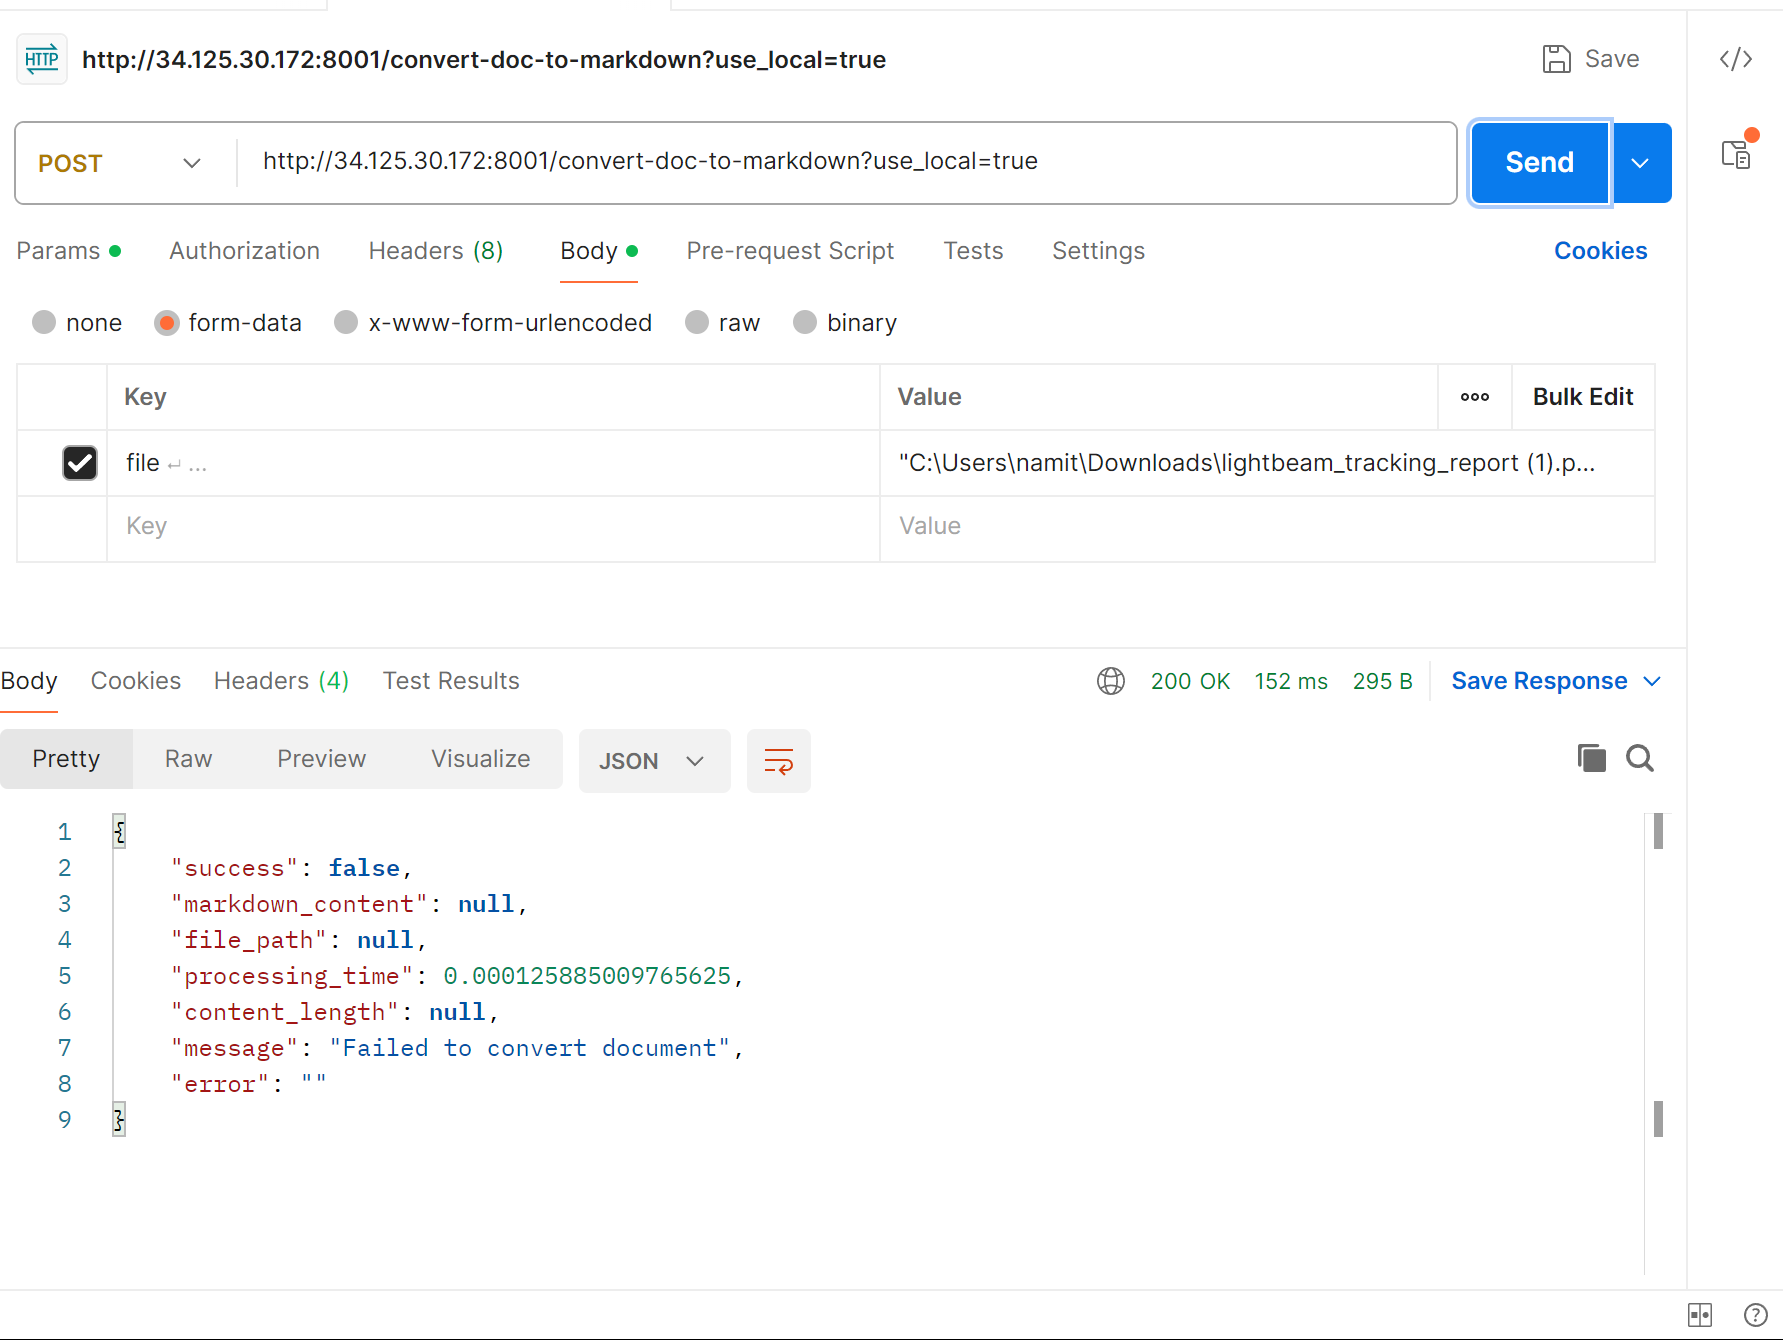 HTTP http://34.125.30.172:8001/convert-doc-to-markdown?use_local=true Save
POST http://34.125.30.172:8001/convert-doc-to-markdown?use_local=true Send
Params Authorization Headers (8) Body Pre-request Script Tests Settings Cookies
none form-data x-www-form-urlencoded raw binary
Key Value Bulk Edit
file ↵ ... "C:\Users\namit\Downloads\lightbeam_tracking_report (1).p...
Key Value
Body Cookies Headers (4) Test Results 200 OK 152 ms 295 B Save Response
Pretty Raw Preview Visualize JSON
1 {
2 "success": false,
3 "markdown_content": null,
4 "file_path": null,
5 "processing_time": 0.000125885009765625,
6 "content_length": null,
7 "message": "Failed to convert document",
8 "error": ""
9 }